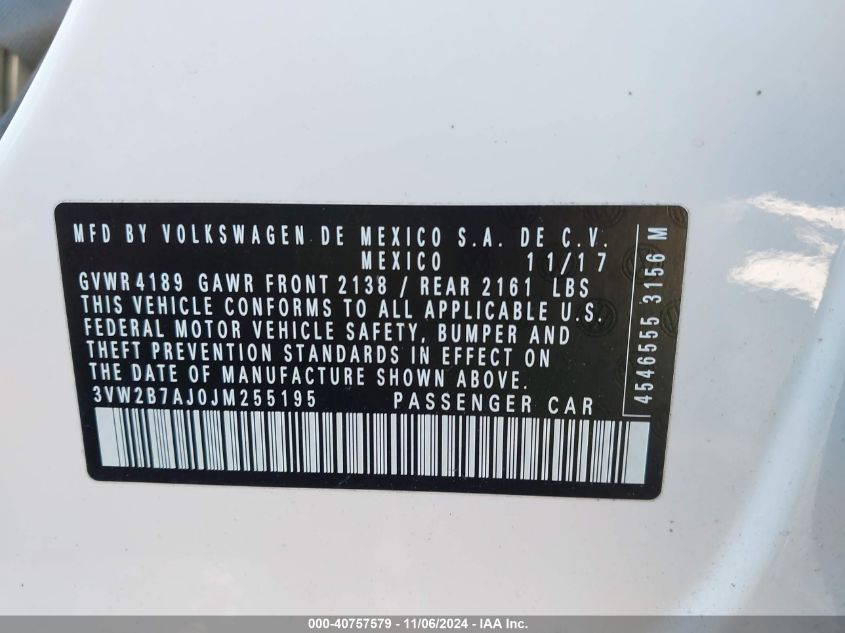 MFD BY VOLKSWAGEN DE MEXICO S.A. DE C.V.
MEXICO 11/17
GVWR 4189 GAWR FRONT 2138 / REAR 2161 LBS
THIS VEHICLE CONFORMS TO ALL APPLICABLE U.S.
FEDERAL MOTOR VEHICLE SAFETY, BUMPER AND
THEFT PREVENTION STANDARDS IN EFFECT ON
THE DATE OF MANUFACTURE SHOWN ABOVE.
3VW2B7AJ0JM255195 PASSENGER CAR
4546555 3156 M
000-40757579 - 11/06/2024 - IAA Inc.